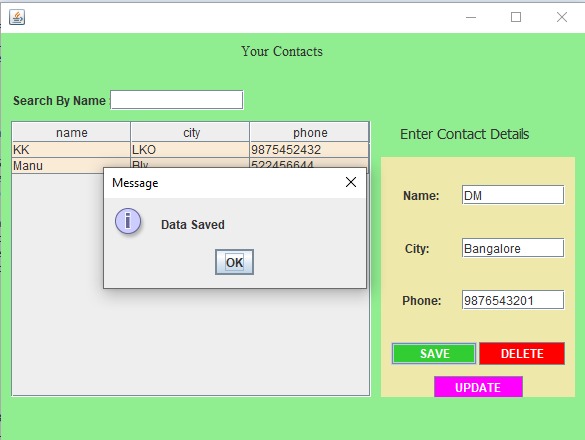 Your Contacts
Search By Name :
name city phone
KK LKO 9875452432
Manu Bly 522456644
Message
Data Saved
OK
Enter Contact Details
Name: DM
City: Bangalore
Phone: 9876543201
SAVE DELETE
UPDATE